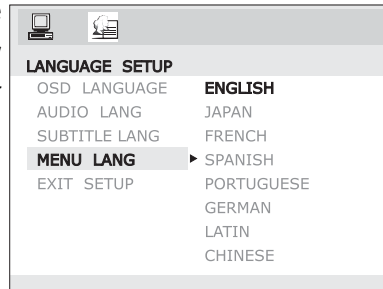 LANGUAGE SETUP
OSD LANGUAGE ENGLISH
AUDIO LANG JAPAN
SUBTITLE LANG FRENCH
MENU LANG SPANISH
EXIT SETUP PORTUGUESE
GERMAN
LATIN
CHINESE